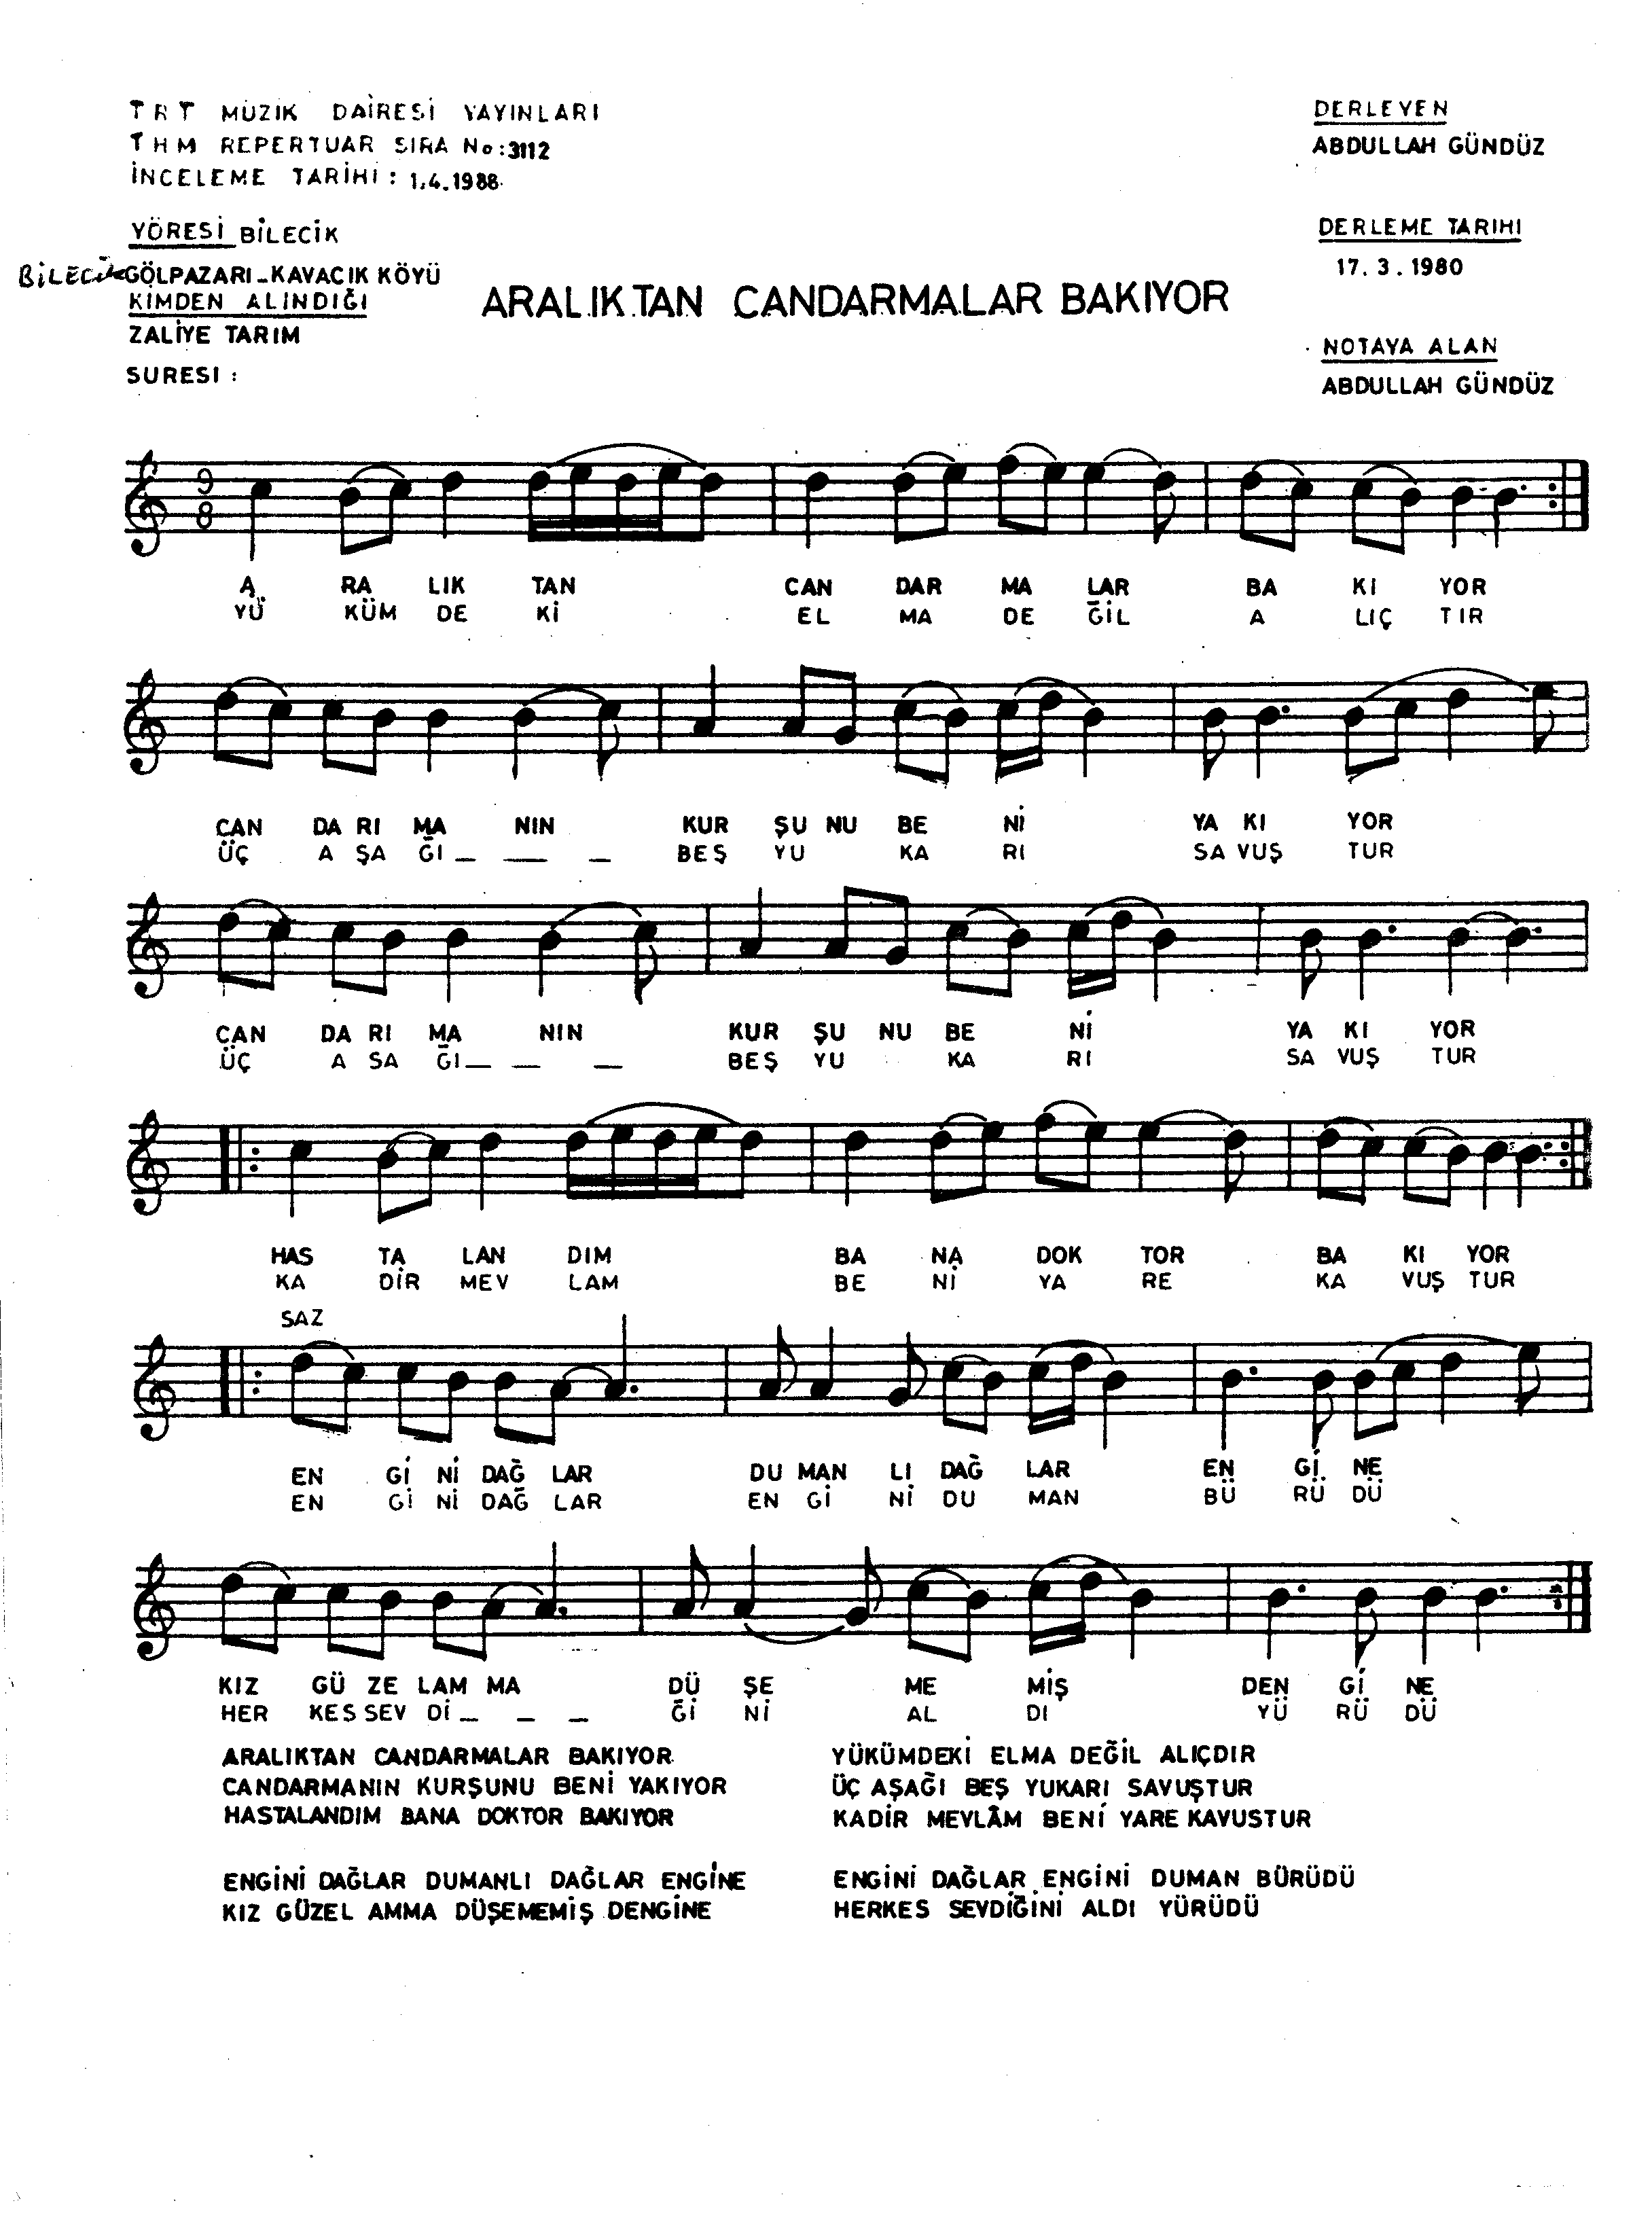 TRT MÜZİK DAİRESİ YAYINLARI
THM REPERTUAR SIRA No:3112
İNCELEME TARİHİ : 1.4.1988
YÖRESİ BİLECİK
BİLECİK GÖLPAZARI-KAVACIK KÖYÜ
KİMDEN ALINDIĞI
ZALİYE TARIM
SURESI :
DERLEYEN
ABDULLAH GÜNDÜZ
DERLEME TARIHI
17.3.1980
NOTAYA ALAN
ABDULLAH GÜNDÜZ
ARALIKTAN CANDARMALAR BAKIYOR
9
8
A RA LIK TAN CAN DAR MA LAR BA KI YOR
YÜ KÜM DE Kİ EL MA DE ĞİL A LIÇ TIR
CAN DA RI MA NIN KUR ŞU NU BE Nİ YA KI YOR
ÜÇ A ŞA ĞI _ _ _ BEŞ YU KA RI SA VUŞ TUR
CAN DA RI MA NIN KUR ŞU NU BE Nİ YA KI YOR
ÜÇ A SA ĞI _ _ _ BEŞ YU KA RI SA VUŞ TUR
HAS TA LAN DIM BA NA DOK TOR BA KI YOR
KA DİR MEV LAM BE Nİ YA RE KA VUŞ TUR
SAZ
EN Gİ Nİ DAĞ LAR DU MAN LI DAĞ LAR EN Gİ NE
EN Gİ Nİ DAĞ LAR EN Gİ Nİ DU MAN BÜ RÜ DÜ
KIZ GÜ ZE LAM MA DÜ ŞE ME MİŞ DEN Gİ NE
HER KES SEV Dİ _ _ _ Ğİ Nİ AL DI YÜ RÜ DÜ
ARALIKTAN CANDARMALAR BAKIYOR
CANDARMANIN KURŞUNU BENİ YAKIYOR
HASTALANDIM BANA DOKTOR BAKIYOR
ENGİNİ DAĞLAR DUMANLI DAĞLAR ENGİNE
KIZ GÜZEL AMMA DÜŞEMEMİŞ DENGİNE
YÜKÜMDEKİ ELMA DEĞİL ALIÇDIR
ÜÇ AŞAĞI BEŞ YUKARI SAVUŞTUR
KADİR MEVLÂM BENİ YARE KAVUSTUR
ENGİNİ DAĞLAR ENGİNİ DUMAN BÜRÜDÜ
HERKES SEVDİĞİNİ ALDI YÜRÜDÜ